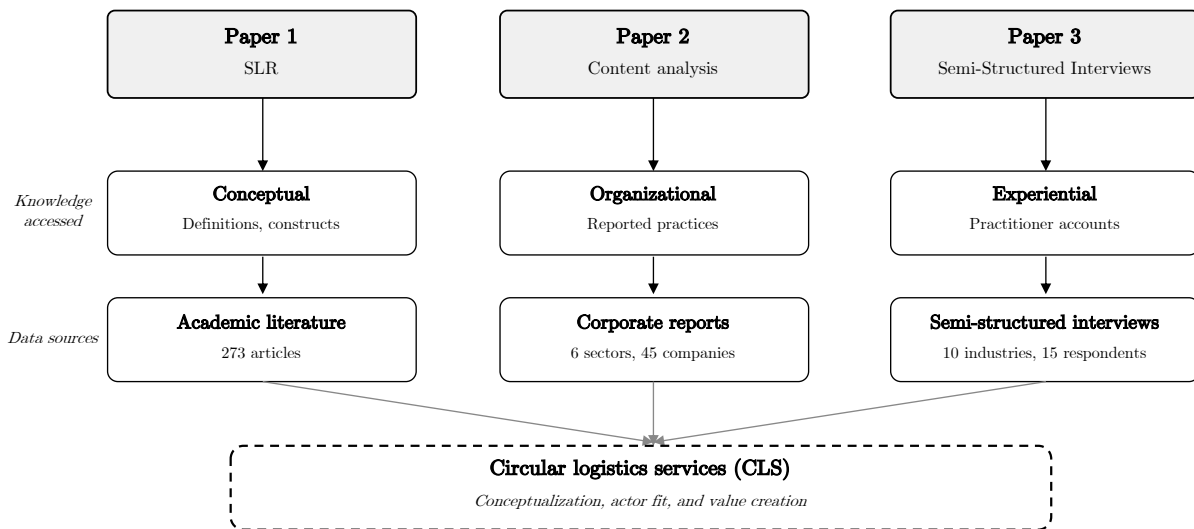 Paper 1
SLR
Paper 2
Content analysis
Paper 3
Semi-Structured Interviews
Knowledge
accessed
Conceptual
Definitions, constructs
Organizational
Reported practices
Experiential
Practitioner accounts
Data sources
Academic literature
273 articles
Corporate reports
6 sectors, 45 companies
Semi-structured interviews
10 industries, 15 respondents
Circular logistics services (CLS)
Conceptualization, actor fit, and value creation